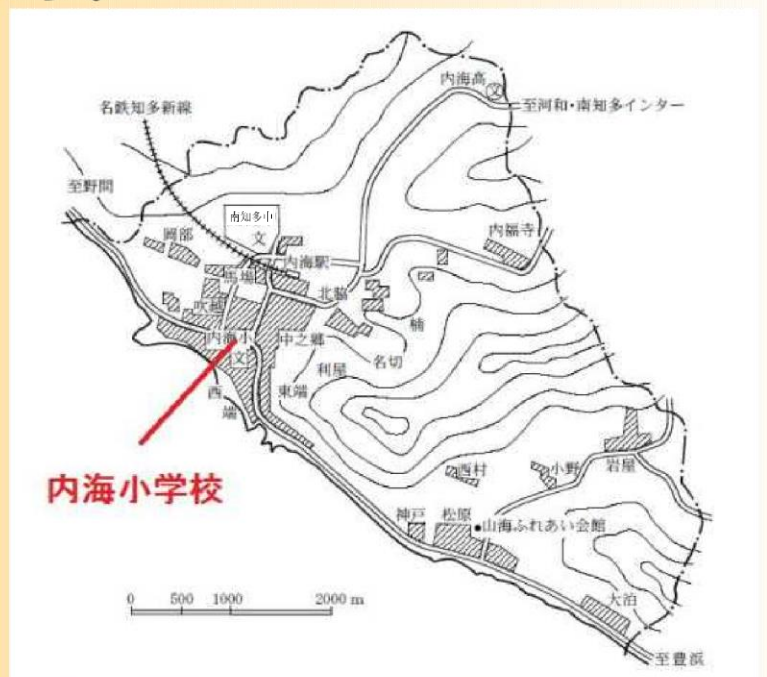 内海高
文
至河和・南知多インター
名鉄知多新線
至野間
南知多小
文
岡部
内福寺
内海駅
馬場
北脇
吹越
楠
内海小
文
中之郷
名切
利屋
東端
西端
内海小学校
西村
小野
岩屋
神戸
松原
山海ふれあい会館
大泊
0 500 1000 2000 m
至豊浜